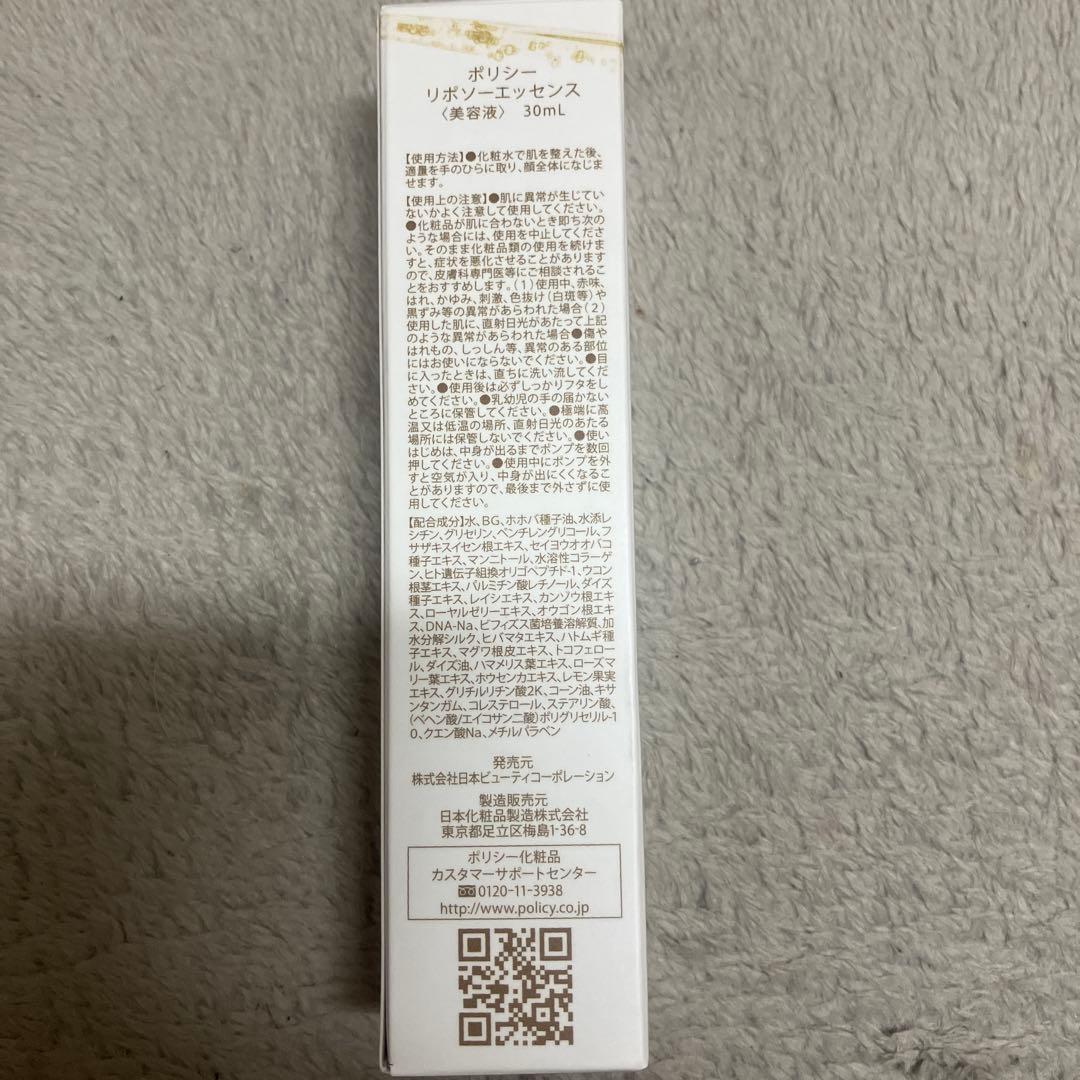 ポリシー
リポソーエッセンス
〈美容液〉 30mL
【使用方法】●化粧水で肌を整えた後、
適量を手のひらに取り、顔全体になじま
せます。
【使用上の注意】●肌に異常が生じてい
ないかよく注意して使用してください。
●化粧品が肌に合わないとき即ち次の
ような場合には、使用を中止してくださ
い。そのまま化粧品類の使用を続けま
すと、症状を悪化させることがあります
ので、皮膚科専門医等にご相談されるこ
とをおすすめします。(1)使用中、赤味、
はれ、かゆみ、刺激、色抜け(白斑等)や
黒ずみ等の異常があらわれた場合(2)
使用した肌に、直射日光があたって上記
のような異常があらわれた場合●傷や
はれもの、しっしん等、異常のある部位
にはお使いにならないでください。●目
に入ったときは、直ちに洗い流してくだ
さい。●使用後は必ずしっかりフタをし
めてください。●乳幼児の手の届かない
ところに保管してください。●極端に高
温又は低温の場所、直射日光のあたる
場所には保管しないでください。●使い
はじめは、中身が出るまでポンプを数回
押してください。●使用中にポンプを外
すと空気が入り、中身が出にくくなるこ
とがありますので、最後まで外さずに使
用してください。
【配合成分】水、BG、ホホバ種子油、水添レ
シチン、グリセリン、ペンチレングリコール、フ
サザキスイセン根エキス、セイヨウオオバコ
種子エキス、マンニトール、水溶性コラーゲ
ン、ヒト遺伝子組換オリゴペプチド-1、ウコン
根茎エキス、パルミチン酸レチノール、ダイズ
種子エキス、レイシエキス、カンゾウ根エキ
ス、ローヤルゼリーエキス、オウゴン根エキ
ス、DNA-Na、ビフィズス菌培養溶解質、加
水分解シルク、ヒバマタエキス、ハトムギ種
子エキス、マグワ根皮エキス、トコフェロー
ル、ダイズ油、ハマメリス葉エキス、ローズマ
リー葉エキス、ホウセンカエキス、レモン果実
エキス、グリチルリチン酸2K、コーン油、キサ
ンタンガム、コレステロール、ステアリン酸、
(ベヘン酸/エイコサン二酸)ポリグリセリル-1
0、クエン酸Na、メチルパラベン
発売元
株式会社日本ビューティコーポレーション
製造販売元
日本化粧品製造株式会社
東京都足立区梅島1-36-8
ポリシー化粧品
カスタマーサポートセンター
0120-11-3938
http://www.policy.co.jp